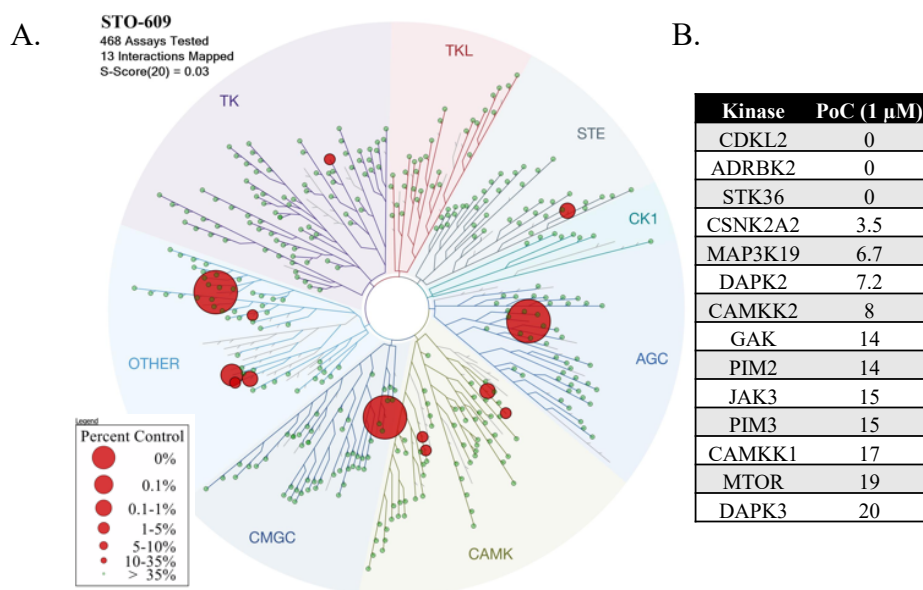 A.
STO-609
468 Assays Tested
13 Interactions Mapped
S-Score(20) = 0.03
TK
TKL
STE
CK1
AGC
CAMK
CMGC
OTHER
Legend
Percent Control
0%
0.1%
0.1-1%
1-5%
5-10%
10-35%
> 35%
B.
Kinase PoC (1 µM)
CDKL2 0
ADRBK2 0
STK36 0
CSNK2A2 3.5
MAP3K19 6.7
DAPK2 7.2
CAMKK2 8
GAK 14
PIM2 14
JAK3 15
PIM3 15
CAMKK1 17
MTOR 19
DAPK3 20